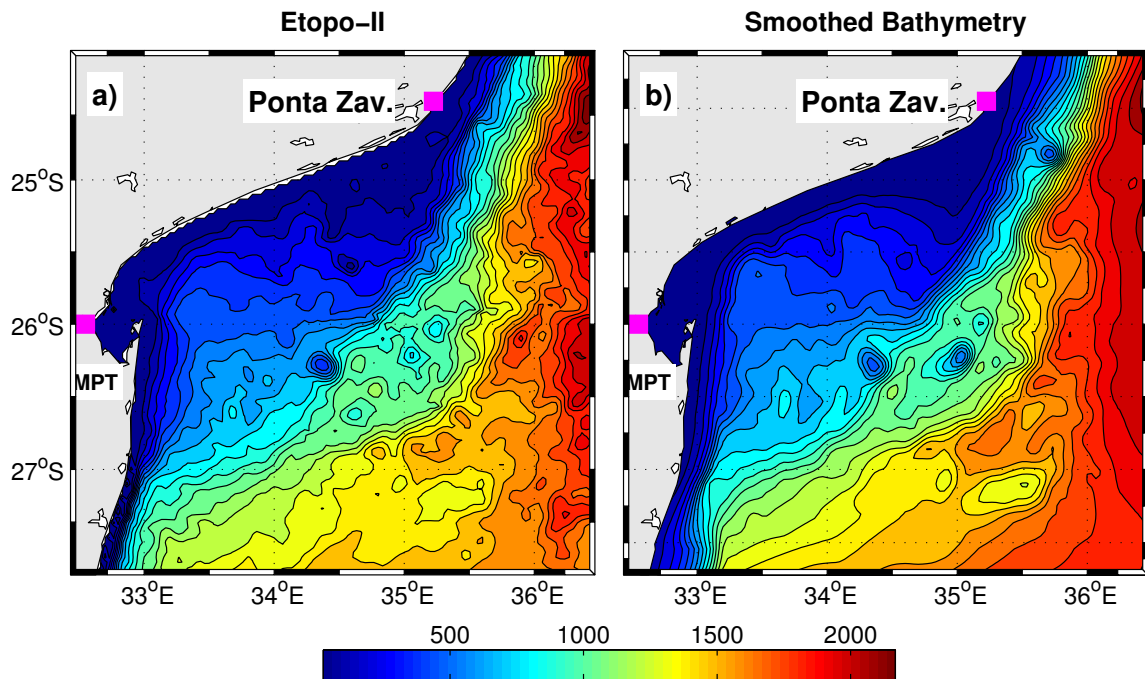 Etopo−II
Smoothed Bathymetry
a)
Ponta Zav.
b)
Ponta Zav.
25°S
26°S
27°S
MPT
MPT
33°E
34°E
35°E
36°E
33°E
34°E
35°E
36°E
500
1000
1500
2000